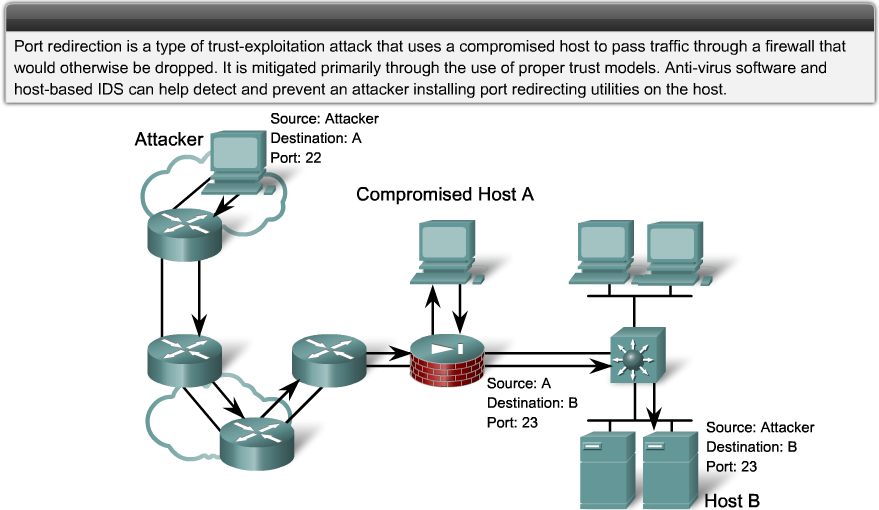 Port redirection is a type of trust-exploitation attack that uses a compromised host to pass traffic through a firewall that
would otherwise be dropped. It is mitigated primarily through the use of proper trust models. Anti-virus software and
host-based IDS can help detect and prevent an attacker installing port redirecting utilities on the host.
Attacker
Source: Attacker
Destination: A
Port: 22
Compromised Host A
Source: A
Destination: B
Port: 23
Source: Attacker
Destination: B
Port: 23
Host B